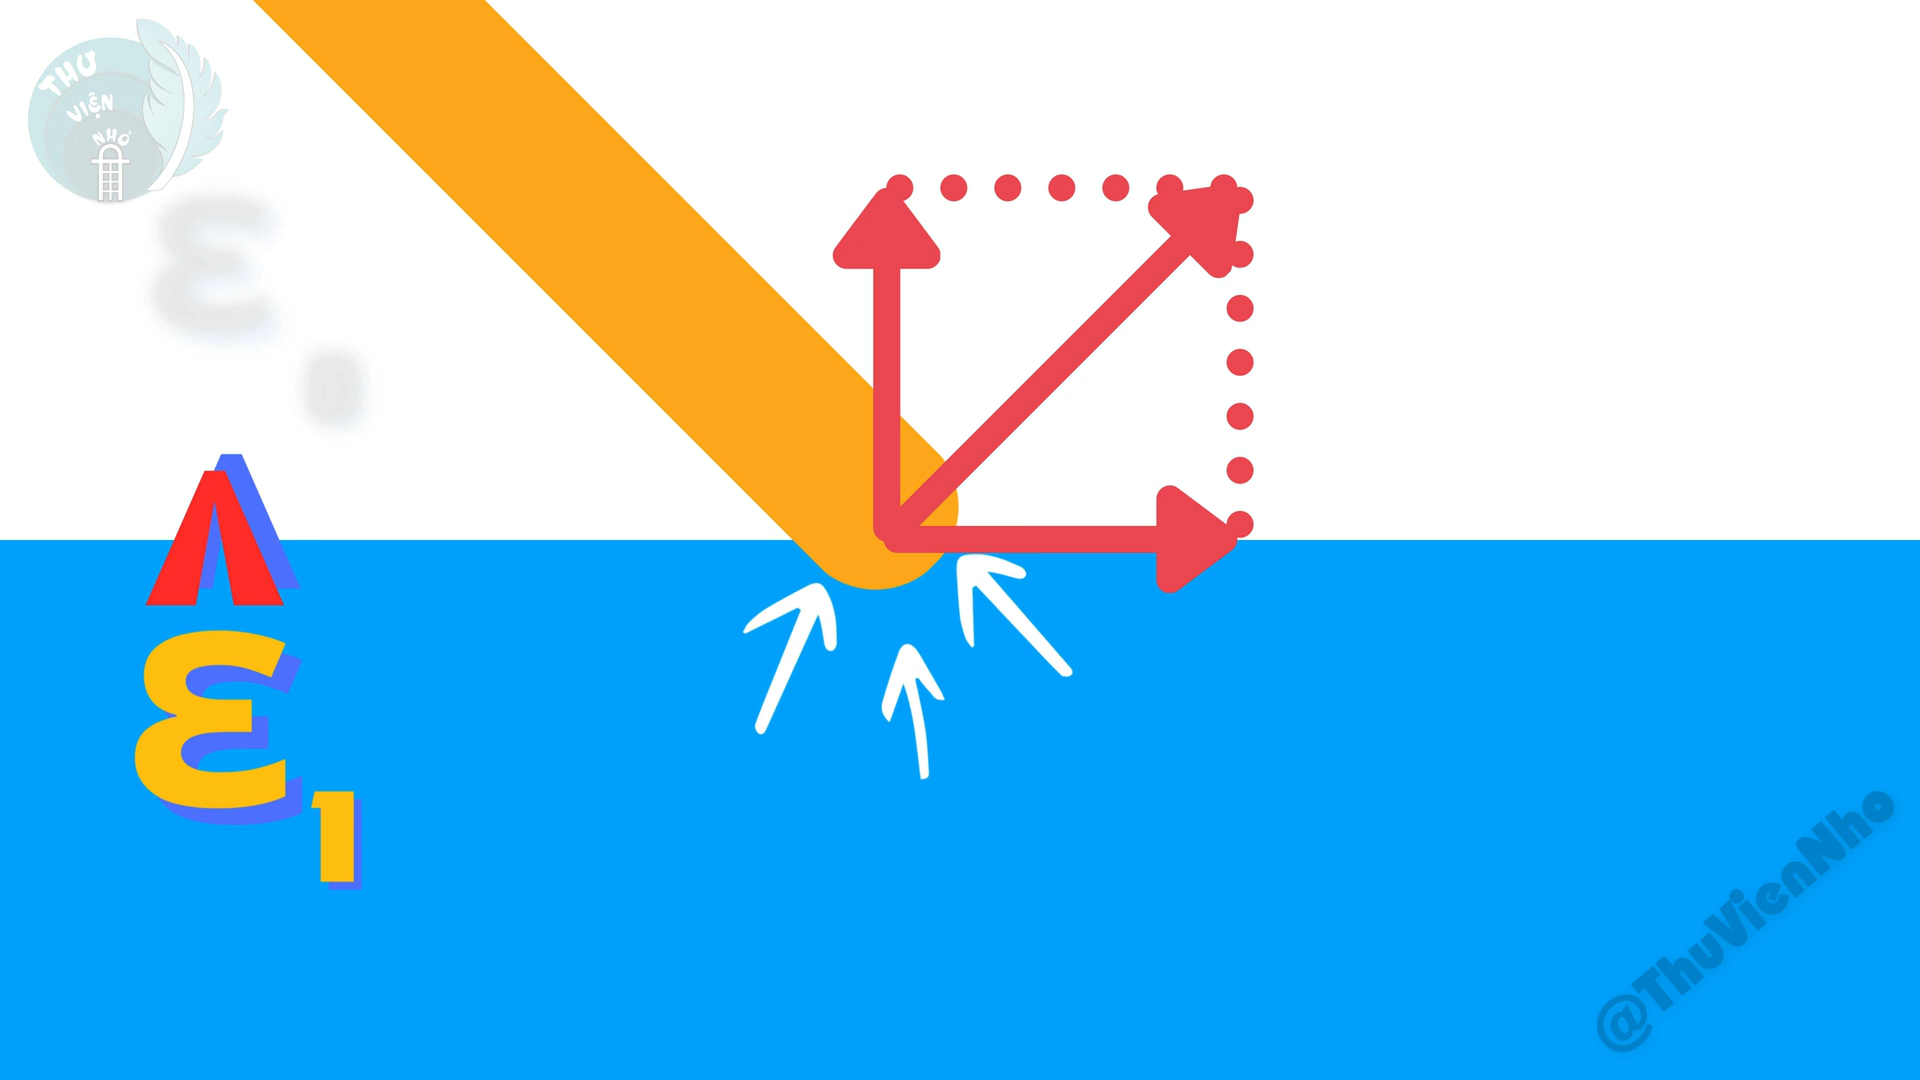 THƯ
VIỆN
NHỎ
ε
Λ
ε1
@ThuVienNho